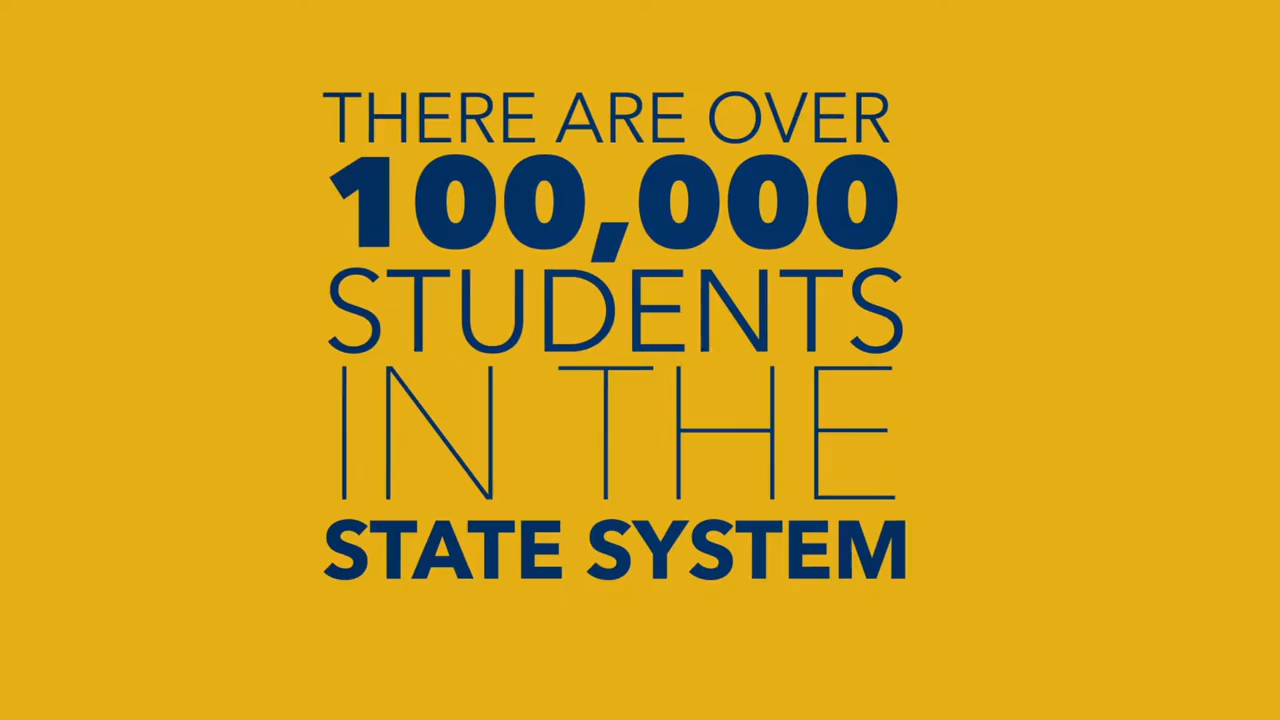 THERE ARE OVER
100,000
STUDENTS
IN THE
STATE SYSTEM